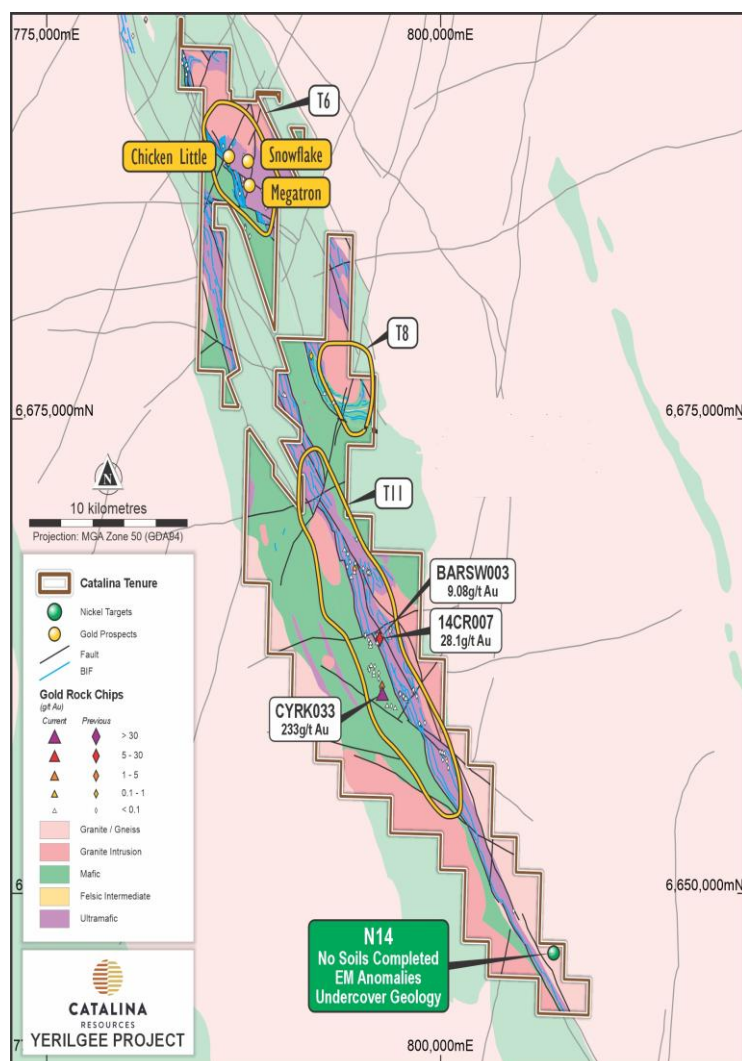 775,000mE
800,000mE
T6
Chicken Little
Snowflake
Megatron
T8
6,675,000mN
6,675,000mN
N
T11
10 kilometres
Projection: MGA Zone 50 (GDA94)
BARSW003
9.08g/t Au
14CR007
28.1g/t Au
CYRK033
233g/t Au
Catalina Tenure
Nickel Targets
Gold Prospects
Fault
BIF
Gold Rock Chips
(g/t Au)
Current
Previous
> 30
5 - 30
1 - 5
0.1 - 1
< 0.1
Granite / Gneiss
Granite Intrusion
Mafic
Felsic Intermediate
Ultramafic
6,650,000mN
N14
No Soils Completed
EM Anomalies
Undercover Geology
CATALINA
RESOURCES
YERILGEE PROJECT
800,000mE